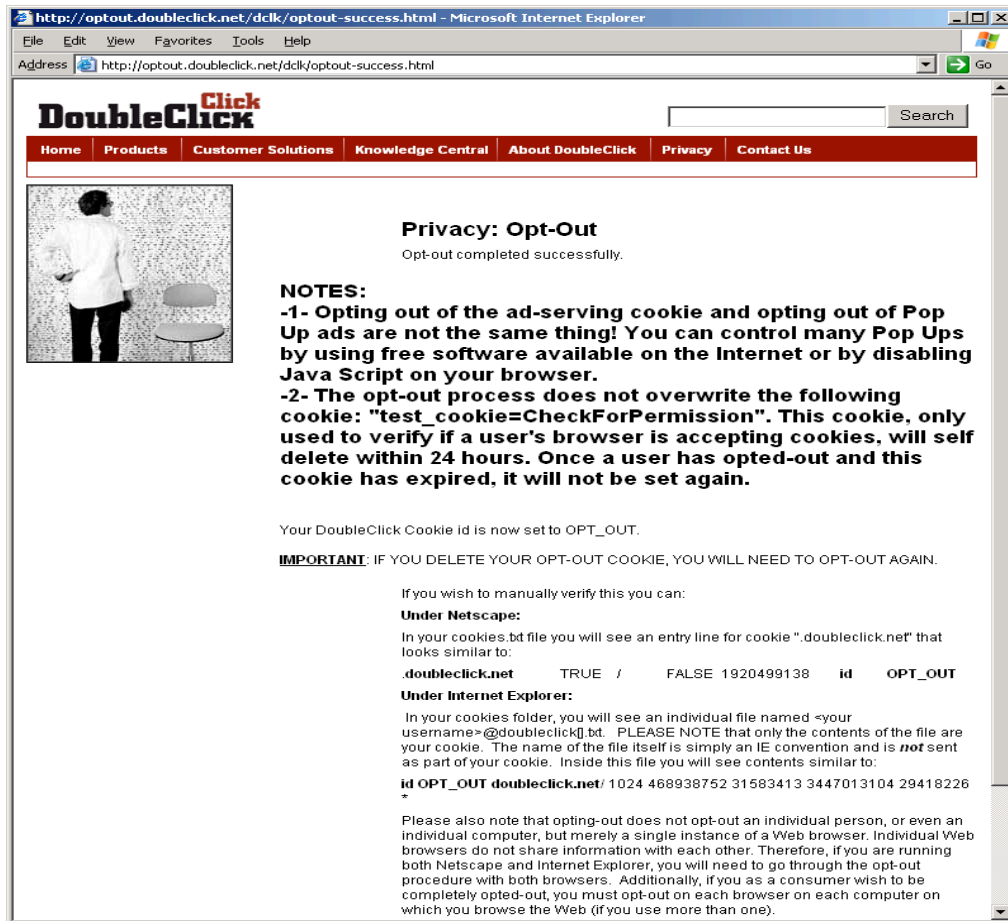 http://optout.doubleclick.net/dclk/optout-success.html - Microsoft Internet Explorer
File Edit View Favorites Tools Help
Address http://optout.doubleclick.net/dclk/optout-success.html Go
DoubleClick
Click
Search
Home Products Customer Solutions Knowledge Central About DoubleClick Privacy Contact Us
Privacy: Opt-Out
Opt-out completed successfully.
NOTES:
-1- Opting out of the ad-serving cookie and opting out of Pop
Up ads are not the same thing! You can control many Pop Ups
by using free software available on the Internet or by disabling
Java Script on your browser.
-2- The opt-out process does not overwrite the following
cookie: "test_cookie=CheckForPermission". This cookie, only
used to verify if a user's browser is accepting cookies, will self
delete within 24 hours. Once a user has opted-out and this
cookie has expired, it will not be set again.
Your DoubleClick Cookie id is now set to OPT_OUT.
IMPORTANT: IF YOU DELETE YOUR OPT-OUT COOKIE, YOU WILL NEED TO OPT-OUT AGAIN.
If you wish to manually verify this you can:
Under Netscape:
In your cookies.txt file you will see an entry line for cookie ".doubleclick.net" that
looks similar to:
.doubleclick.net TRUE / FALSE 1920499138 id OPT_OUT
Under Internet Explorer:
In your cookies folder, you will see an individual file named <your
username>@doubleclick[].txt. PLEASE NOTE that only the contents of the file are
your cookie. The name of the file itself is simply an IE convention and is not sent
as part of your cookie. Inside this file you will see contents similar to:
id OPT_OUT doubleclick.net/ 1024 468938752 31583413 3447013104 29418226
*
Please also note that opting-out does not opt-out an individual person, or even an
individual computer, but merely a single instance of a Web browser. Individual Web
browsers do not share information with each other. Therefore, if you are running
both Netscape and Internet Explorer, you will need to go through the opt-out
procedure with both browsers. Additionally, if you as a consumer wish to be
completely opted-out, you must opt-out on each browser on each computer on
which you browse the Web (if you use more than one).